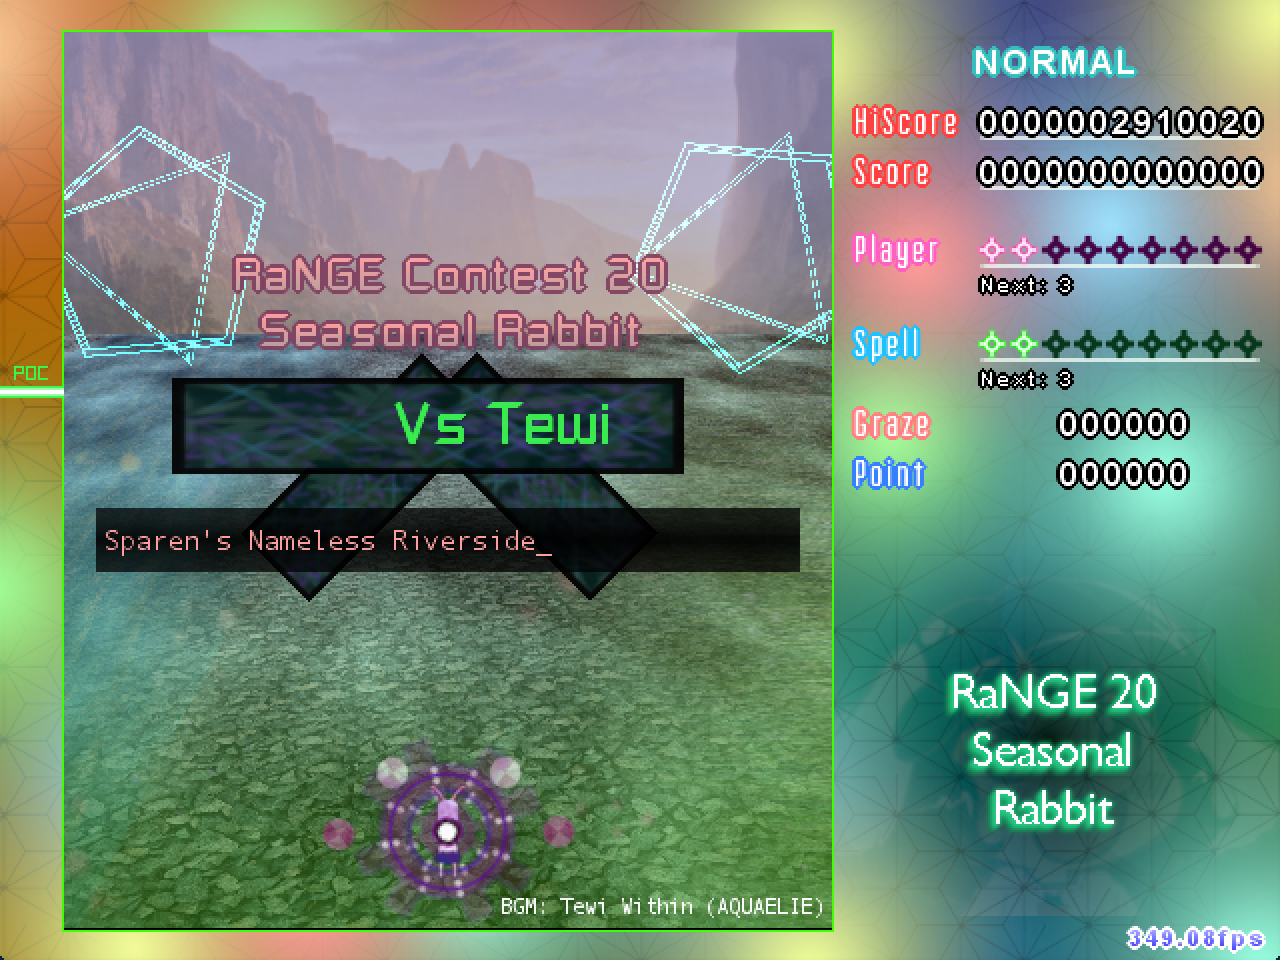 NORMAL
HiScore 0000002910020
Score 0000000000000
Player
Next: 3
Spell
Next: 3
Graze 000000
Point 000000
POC
RaNGE Contest 20
Seasonal Rabbit
Vs Tewi
Sparen's Nameless Riverside_
BGM: Tewi Within (AQUAELIE)
RaNGE 20
Seasonal
Rabbit
349.08fps